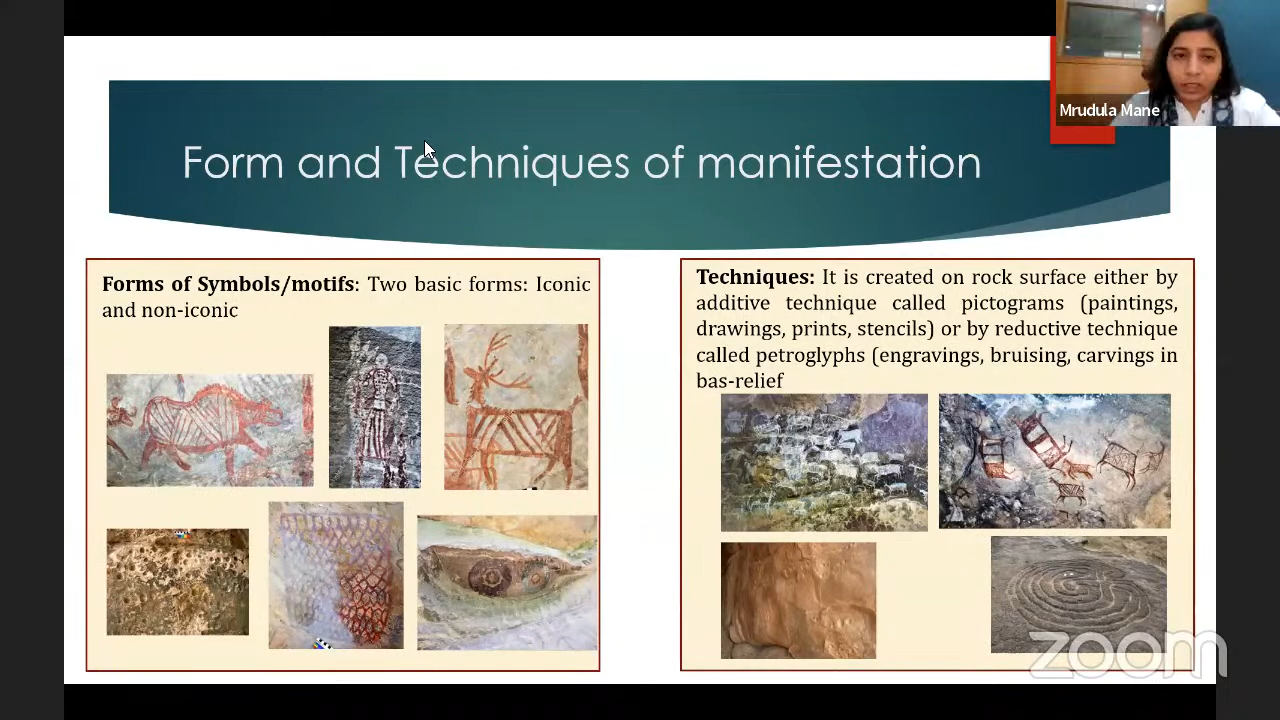 Mrudula Mane
Form and Techniques of manifestation
Forms of Symbols/motifs: Two basic forms: Iconic
and non-iconic
Techniques: It is created on rock surface either by
additive technique called pictograms (paintings,
drawings, prints, stencils) or by reductive technique
called petroglyphs (engravings, bruising, carvings in
bas-relief
zoom